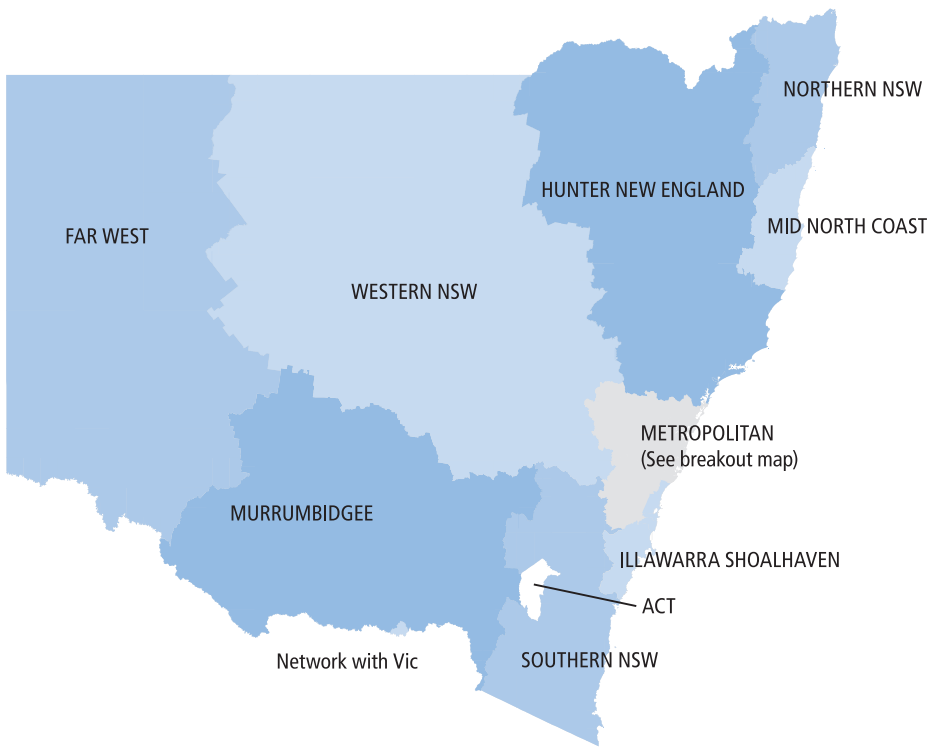 NORTHERN NSW
HUNTER NEW ENGLAND
MID NORTH COAST
FAR WEST
WESTERN NSW
METROPOLITAN
(See breakout map)
MURRUMBIDGEE
ILLAWARRA SHOALHAVEN
ACT
Network with Vic
SOUTHERN NSW